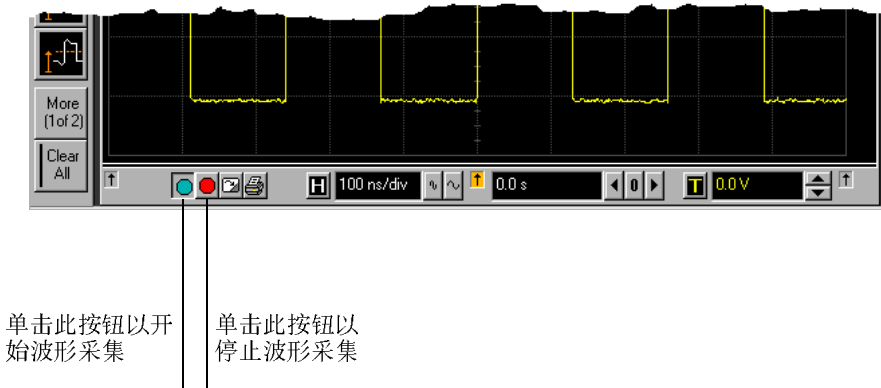 More
(1of 2)
Clear
All
H 100 ns/div 0.0 s 0 T 0.0 V
单击此按钮以开
始波形采集
单击此按钮以
停止波形采集